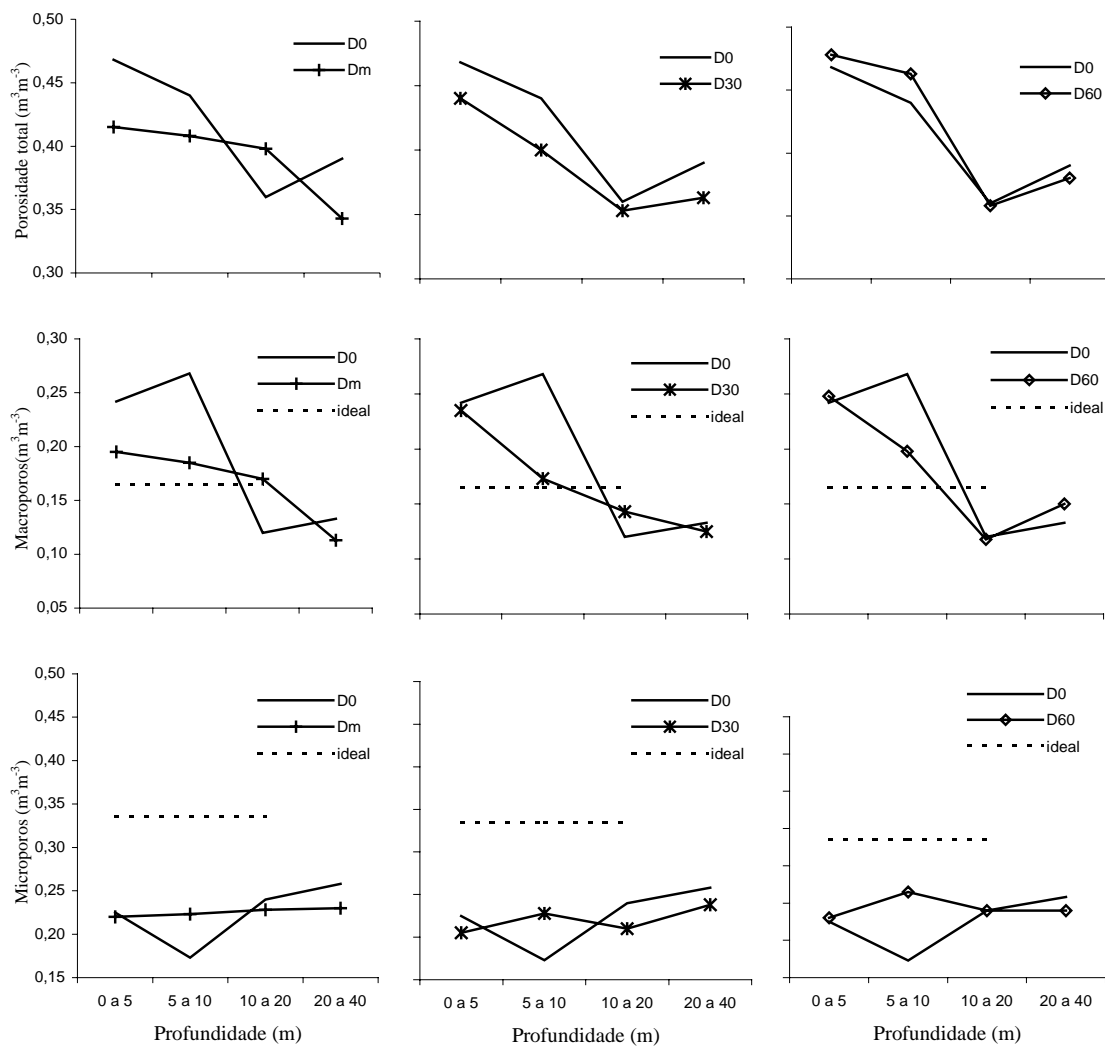 0,50
0,45
0,40
0,35
0,30
Porosidade total (m³m⁻³)
D0
Dm
D0
D30
D0
D60
0,30
0,25
0,20
0,15
0,10
0,05
Macroporos(m³m⁻³)
D0
Dm
ideal
D0
D30
ideal
D0
D60
ideal
0,50
0,45
0,40
0,35
0,30
0,25
0,20
0,15
Microporos (m³m⁻³)
D0
Dm
ideal
D0
D30
ideal
D0
D60
ideal
0 a 5 5 a 10 10 a 20 20 a 40
Profundidade (m)
0 a 5 5 a 10 10 a 20 20 a 40
Profundidade (m)
0 a 5 5 a 10 10 a 20 20 a 40
Profundidade (m)